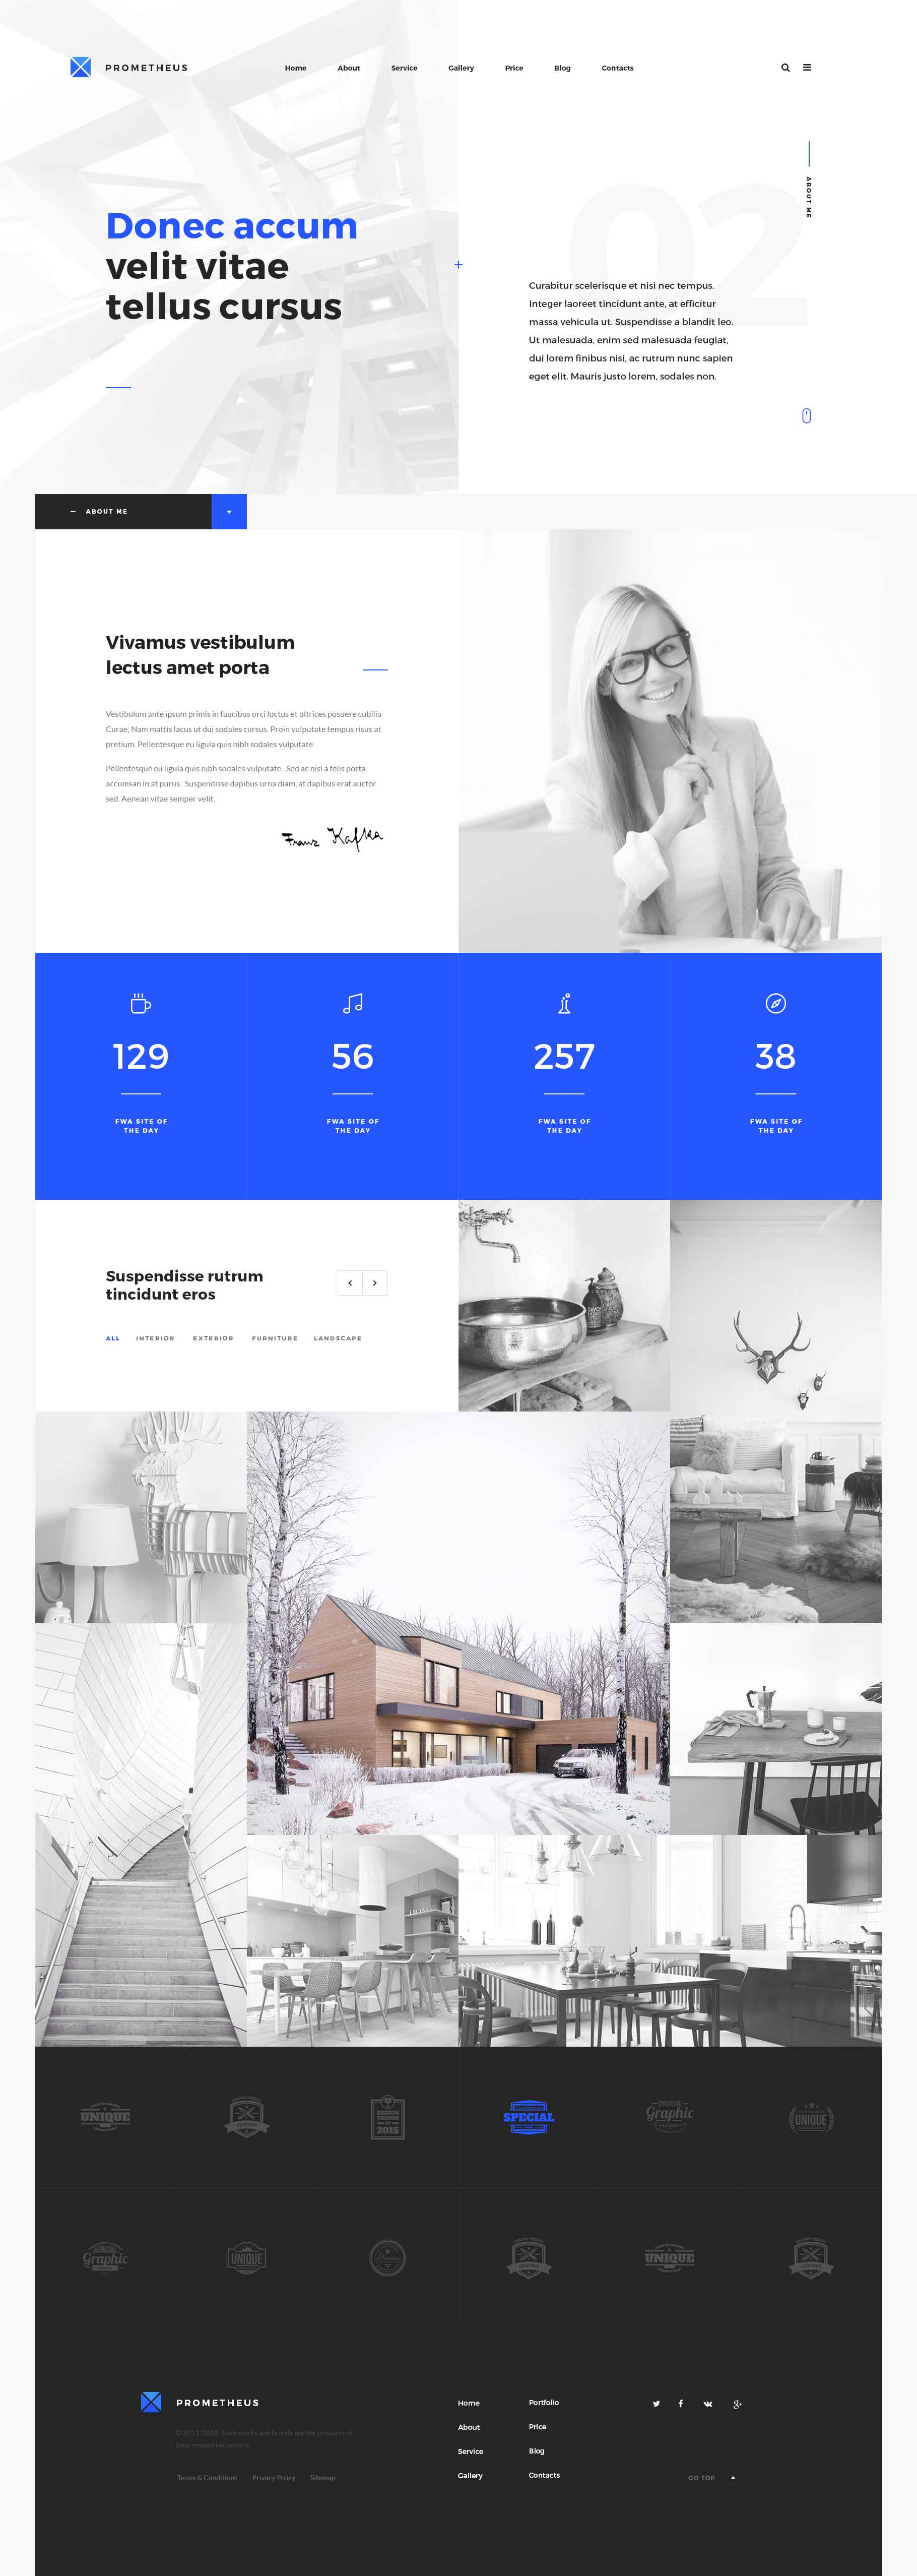 PROMETHEUS
Home About Service Gallery Price Blog Contacts
ABOUT ME
02
Donec accum
velit vitae
tellus cursus
Curabitur scelerisque et nisi nec tempus.
Integer laoreet tincidunt ante, at efficitur
massa vehicula ut. Suspendisse a blandit leo.
Ut malesuada, enim sed malesuada feugiat,
dui lorem finibus nisi, ac rutrum nunc sapien
eget elit. Mauris justo lorem, sodales non.
ABOUT ME
Vivamus vestibulum
lectus amet porta
Vestibulum ante ipsum primis in faucibus orci luctus et ultrices posuere cubilia
Curae; Nam mattis lacus ut dui sodales cursus. Proin vulputate tempus risus at
pretium. Pellentesque eu ligula quis nibh sodales vulputate.
Pellentesque eu ligula quis nibh sodales vulputate. Sed ac nisl a felis porta
accumsan in at purus. Suspendisse dapibus urna diam, at dapibus erat auctor
sed. Aenean vitae semper velit.
Franz Kafka
129
FWA SITE OF
THE DAY
56
FWA SITE OF
THE DAY
257
FWA SITE OF
THE DAY
38
FWA SITE OF
THE DAY
Suspendisse rutrum
tincidunt eros
ALL INTERIOR EXTERIOR FURNITURE LANDSCAPE
UNIQUE
DESIGN
TRENDS
2015
SPECIAL
CREATIVE
Graphic
DESIGN
UNIQUE
Graphic
UNIQUE
UNIQUE
PROMETHEUS
© 2011-2016. Trademarks and brands are the property of
their respective owners.
Terms & Conditions Privacy Policy Sitemap
Home
About
Service
Gallery
Portfolio
Price
Blog
Contacts
GO TOP